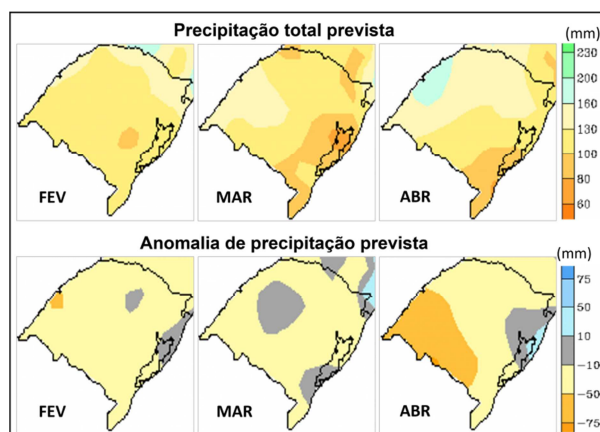 Precipitação total prevista
(mm)
230
200
160
130
100
80
60
FEV
MAR
ABR
Anomalia de precipitação prevista
(mm)
75
50
10
-10
-50
-75
FEV
MAR
ABR